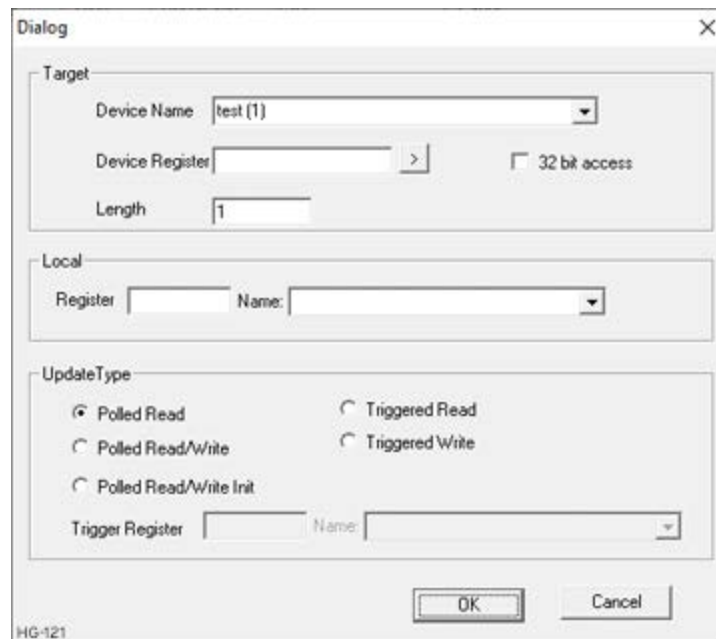 Dialog
Target
Device Name test (1)
Device Register > 32 bit access
Length 1
Local
Register Name:
UpdateType
Polled Read Triggered Read
Polled Read/Write Triggered Write
Polled Read/Write Init
Trigger Register Name:
OK Cancel
HG-121